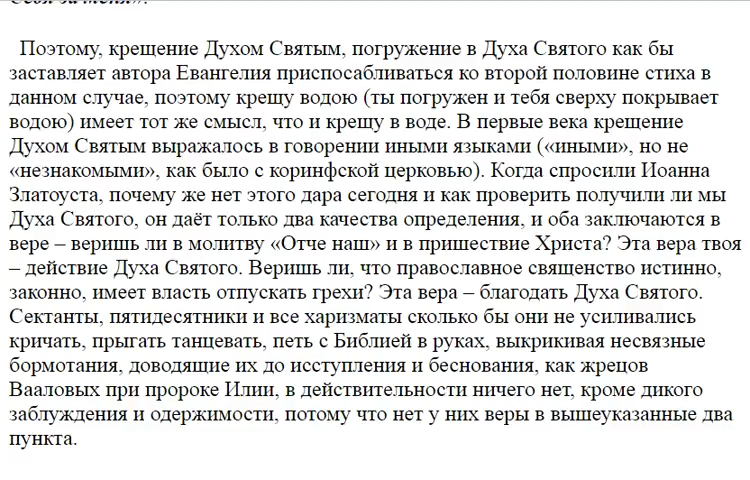 Себя за меня».
Поэтому, крещение Духом Святым, погружение в Духа Святого как бы
заставляет автора Евангелия приспосабливаться ко второй половине стиха в
данном случае, поэтому крещу водою (ты погружен и тебя сверху покрывает
водою) имеет тот же смысл, что и крещу в воде. В первые века крещение
Духом Святым выражалось в говорении иными языками («иными», но не
«незнакомыми», как было с коринфской церковью). Когда спросили Иоанна
Златоуста, почему же нет этого дара сегодня и как проверить получили ли мы
Духа Святого, он даёт только два качества определения, и оба заключаются в
вере – веришь ли в молитву «Отче наш» и в пришествие Христа? Эта вера твоя
– действие Духа Святого. Веришь ли, что православное священство истинно,
законно, имеет власть отпускать грехи? Эта вера – благодать Духа Святого.
Сектанты, пятидесятники и все харизматы сколько бы они не усиливались
кричать, прыгать танцевать, петь с Библией в руках, выкрикивая несвязные
бормотания, доводящие их до исступления и беснования, как жрецов
Вааловых при пророке Илии, в действительности ничего нет, кроме дикого
заблуждения и одержимости, потому что нет у них веры в вышеуказанные два
пункта.